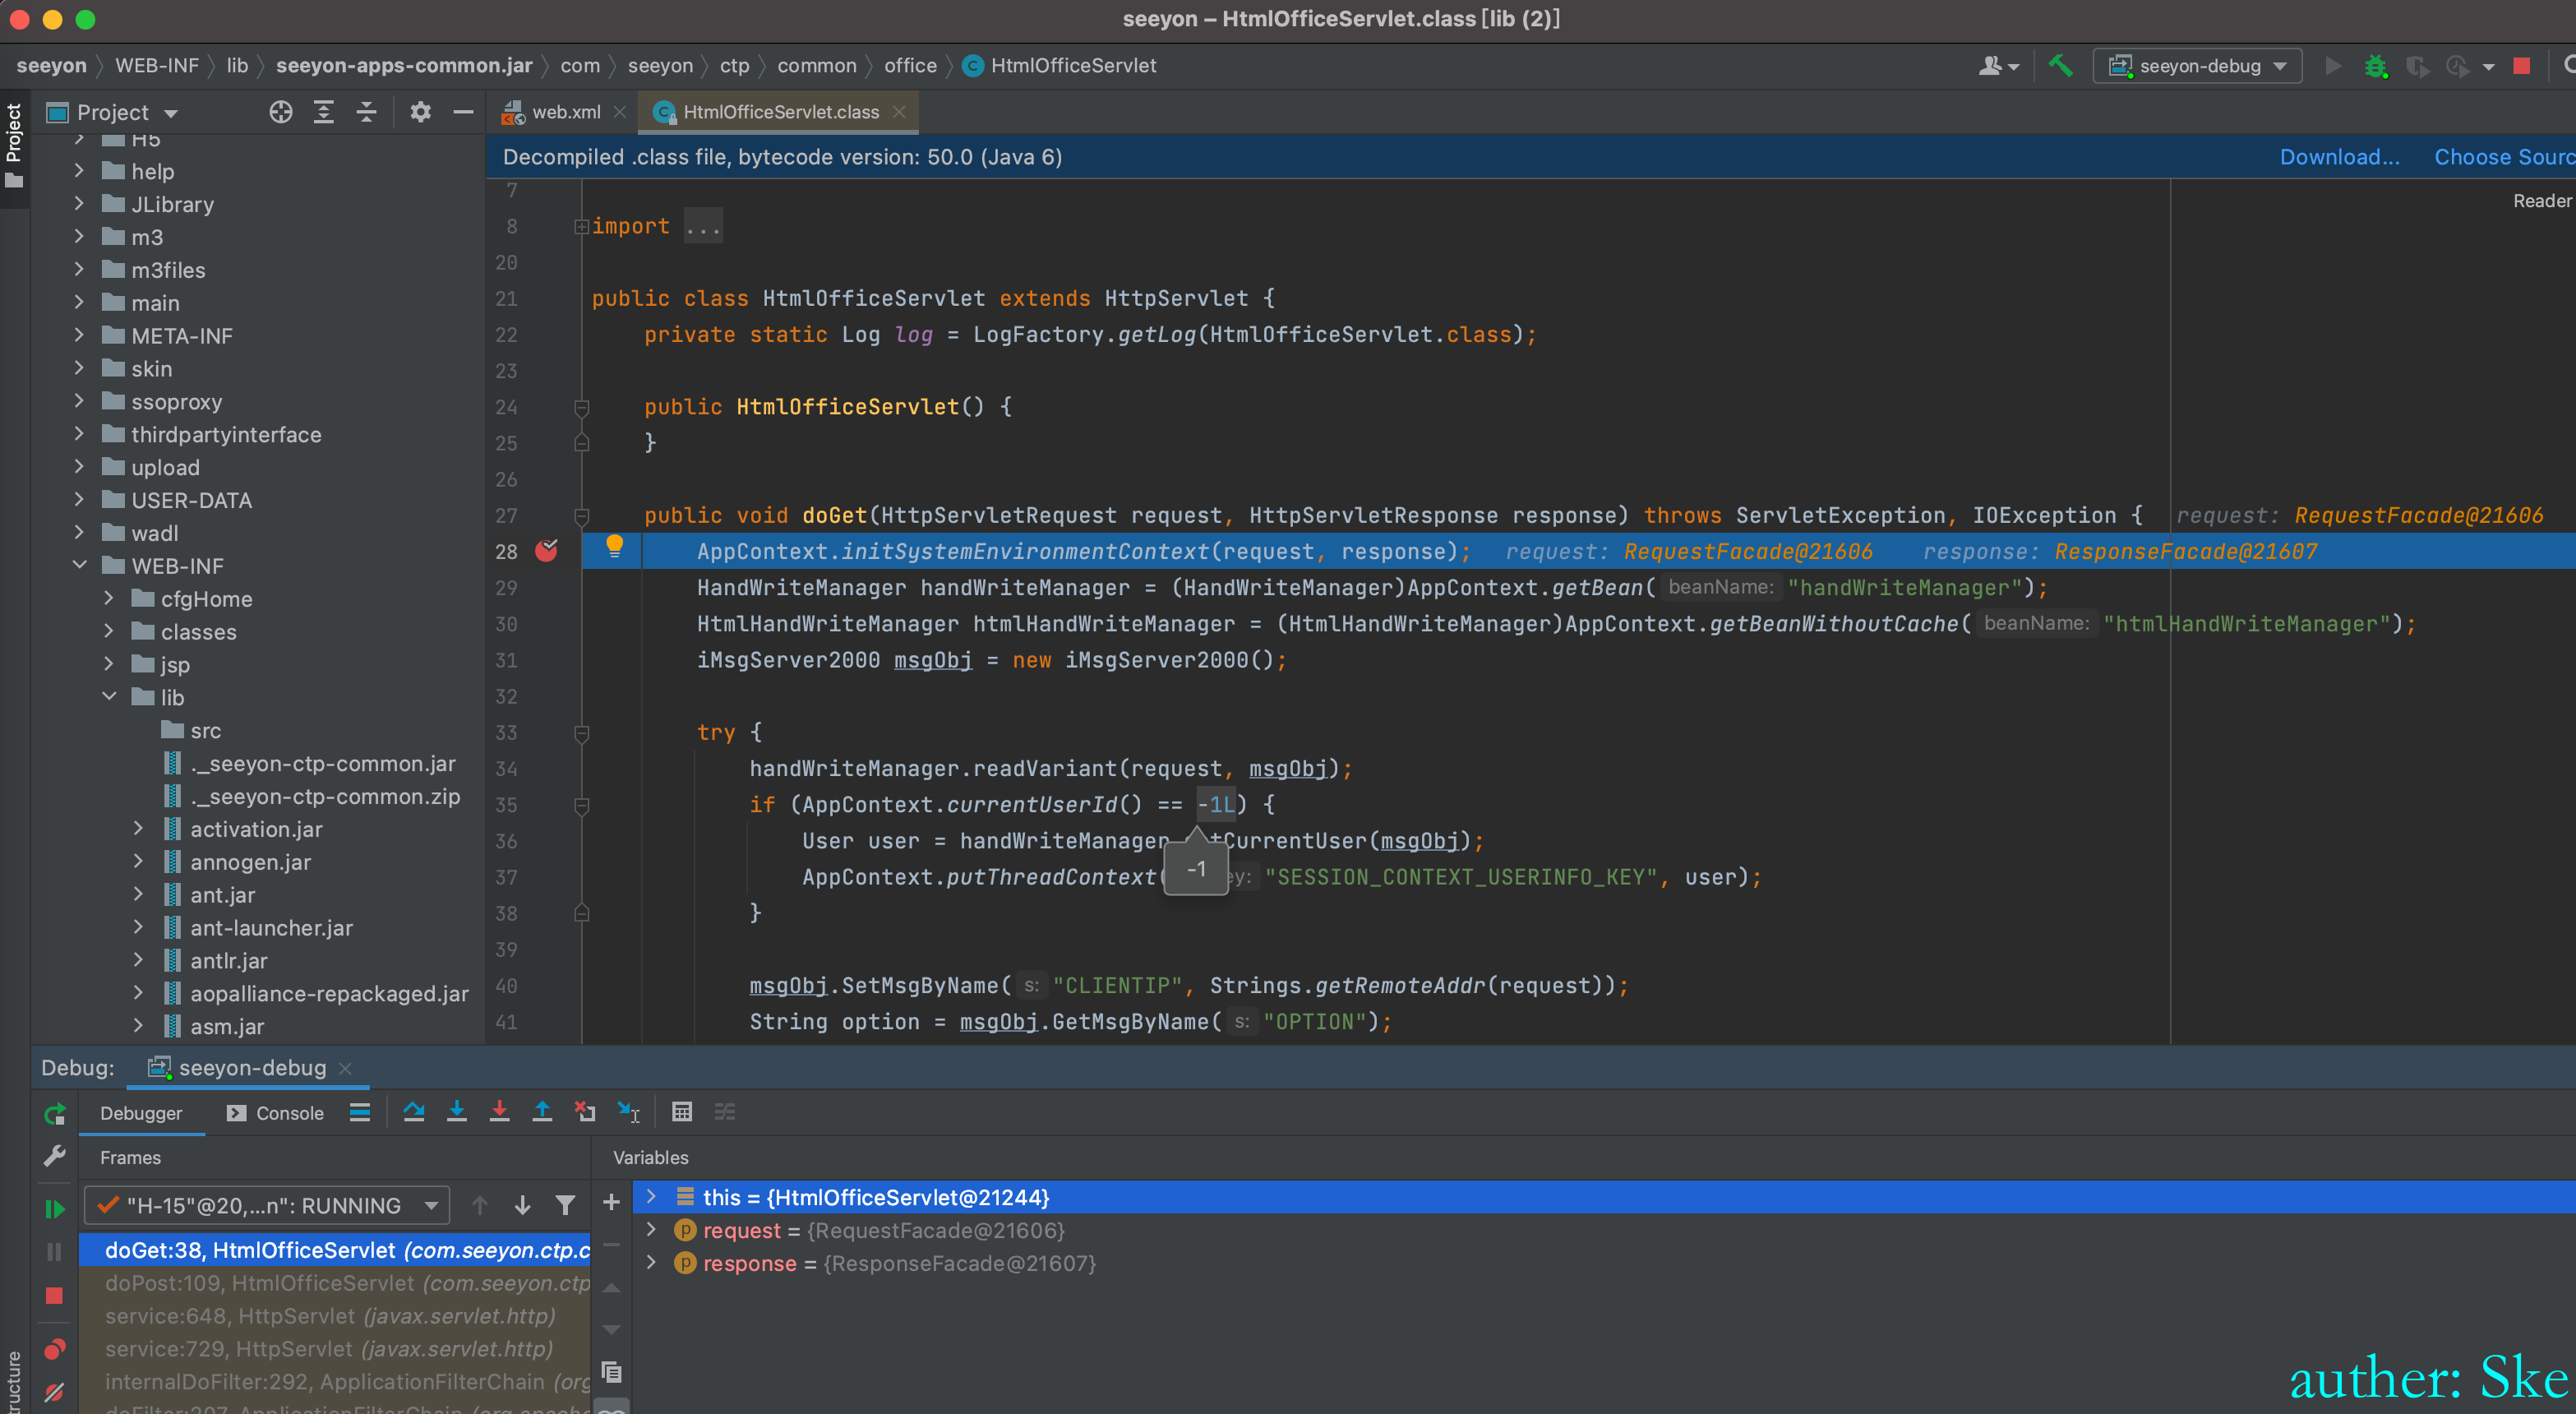 seeyon – HtmlOfficeServlet.class [lib (2)]
seeyon 〉 WEB-INF 〉 lib 〉 seeyon-apps-common.jar 〉 com 〉 seeyon 〉 ctp 〉 common 〉 office 〉 HtmlOfficeServlet
seeyon-debug
Project
Project
web.xml
HtmlOfficeServlet.class
Decompiled .class file, bytecode version: 50.0 (Java 6)
Download...
Choose Sourc
Reader
H5
help
JLibrary
m3
m3files
main
META-INF
skin
ssoproxy
thirdpartyinterface
upload
USER-DATA
wadl
WEB-INF
cfgHome
classes
jsp
lib
src
._seeyon-ctp-common.jar
._seeyon-ctp-common.zip
activation.jar
annogen.jar
ant.jar
ant-launcher.jar
antlr.jar
aopalliance-repackaged.jar
asm.jar
7
8 import ...
20
21 public class HtmlOfficeServlet extends HttpServlet {
22 private static Log log = LogFactory.getLog(HtmlOfficeServlet.class);
23
24 public HtmlOfficeServlet() {
25 }
26
27 public void doGet(HttpServletRequest request, HttpServletResponse response) throws ServletException, IOException { request: RequestFacade@21606
28 AppContext.initSystemEnvironmentContext(request, response); request: RequestFacade@21606 response: ResponseFacade@21607
29 HandWriteManager handWriteManager = (HandWriteManager)AppContext.getBean( beanName: "handWriteManager");
30 HtmlHandWriteManager htmlHandWriteManager = (HtmlHandWriteManager)AppContext.getBeanWithoutCache( beanName: "htmlHandWriteManager");
31 iMsgServer2000 msgObj = new iMsgServer2000();
32
33 try {
34 handWriteManager.readVariant(request, msgObj);
35 if (AppContext.currentUserId() == -1L) {
36 User user = handWriteManager tCurrentUser(msgObj);
-1
37 AppContext.putThreadContext( ey: "SESSION_CONTEXT_USERINFO_KEY", user);
38 }
39
40 msgObj.SetMsgByName( s: "CLIENTIP", Strings.getRemoteAddr(request));
41 String option = msgObj.GetMsgByName( s: "OPTION");
Debug:
seeyon-debug
Debugger
Console
Frames
Variables
"H-15"@20,...n": RUNNING
doGet:38, HtmlOfficeServlet (com.seeyon.ctp.c
doPost:109, HtmlOfficeServlet (com.seeyon.ctp
service:648, HttpServlet (javax.servlet.http)
service:729, HttpServlet (javax.servlet.http)
internalDoFilter:292, ApplicationFilterChain (org
doFilter:207, ApplicationFilterChain (org.apache
this = {HtmlOfficeServlet@21244}
request = {RequestFacade@21606}
response = {ResponseFacade@21607}
tructure
auther: Ske